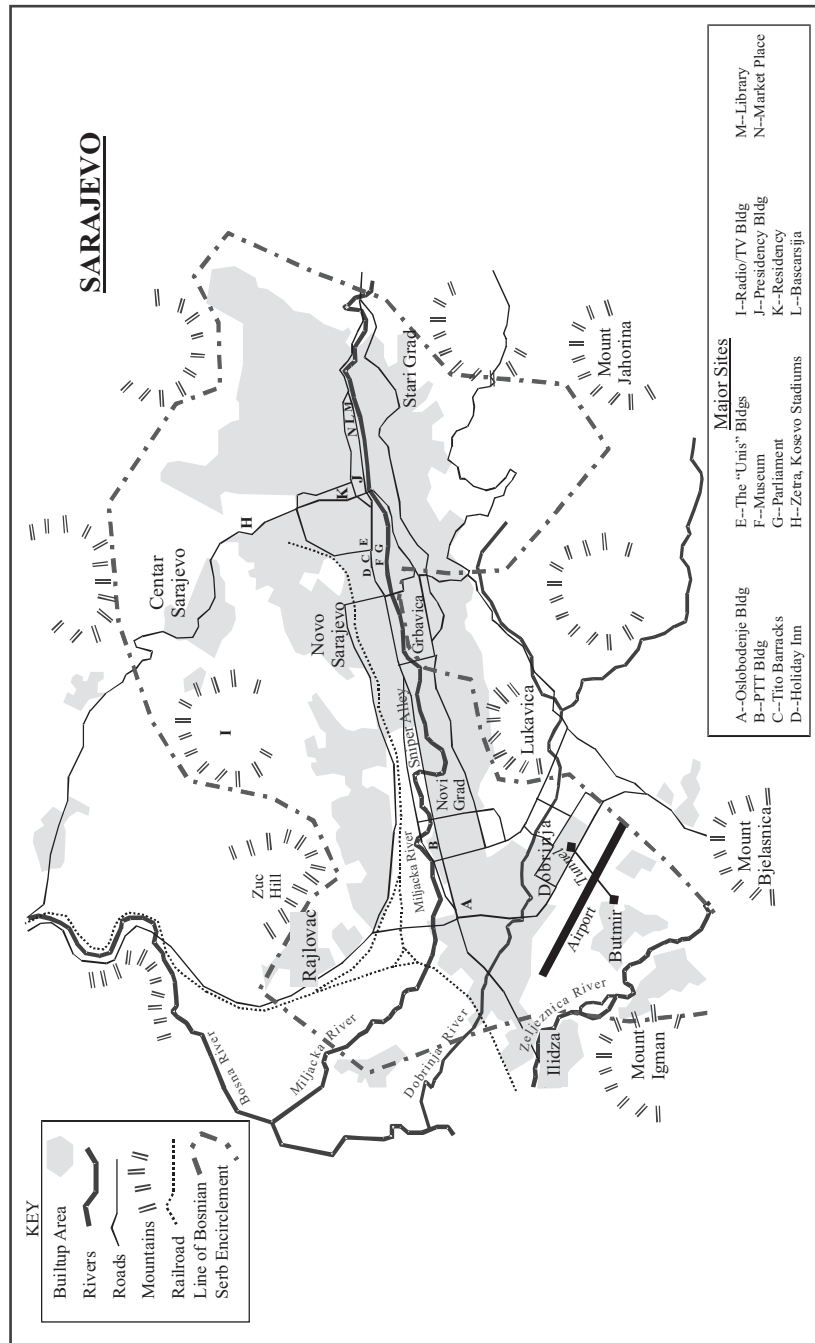 SARAJEVO
KEY
Builtup Area
Rivers
Roads
Mountains
Railroad
Line of Bosnian
Serb Encirclement
Bosna River
Miljacka River
Dobrinja River
Zeljeznica River
Rajlovac
Zuc
Hill
I
Centar
Sarajevo
H
Novo
Sarajevo
Miljacka River
Sniper Alley
Novi
Grad
Grbavica
A
B
D C E
F G
K
J
N L M
Stari Grad
Lukavica
Dobrinja
Tunnel
Airport
Butmir
Ilidza
Mount
Igman
Mount
Bjelasnica
Mount
Jahorina
Major Sites
A--Oslobodenje Bldg
B--PTT Bldg
C--Tito Barracks
D--Holiday Inn
E--The “Unis” Bldgs
F--Museum
G--Parliament
H--Zetra, Kosevo Stadiums
I--Radio/TV Bldg
J--Presidency Bldg
K--Residency
L--Bascarsija
M--Library
N--Market Place